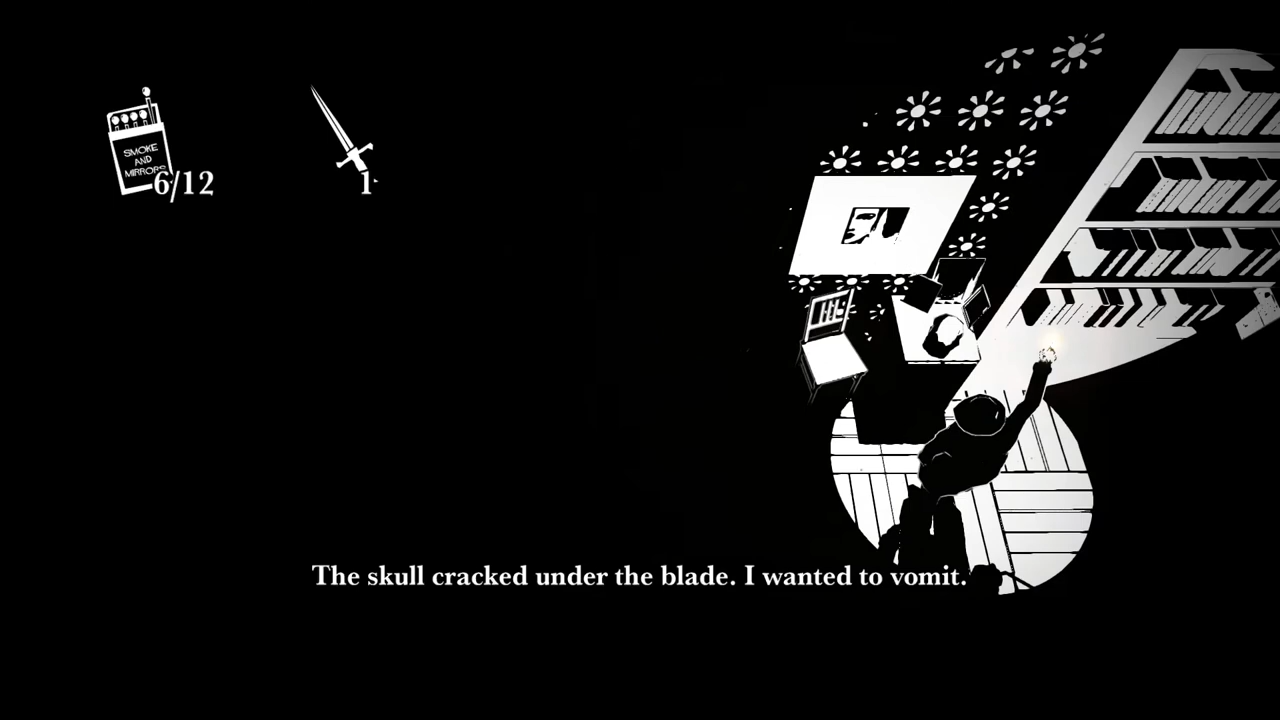 SMOKE
AND
MIRRORS
6/12
1
The skull cracked under the blade. I wanted to vomit.